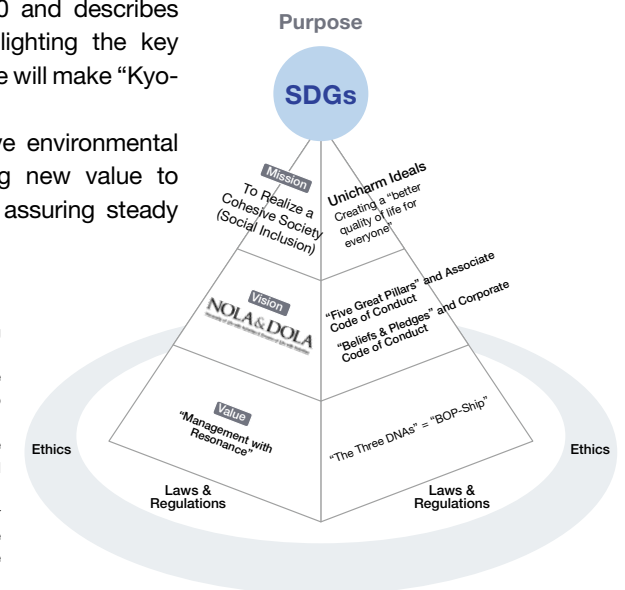 0 and describes
lighting the key
e will make “Kyo-
ve environmental
g new value to
assuring steady
Purpose
SDGs
Mission
To Realize a
Cohesive Society
(Social Inclusion)
Unicharm Ideals
Creating a “better
quality of life for
everyone”
Vision
NOLA & DOLA
“Five Great Pillars” and Associate
Code of Conduct
“Beliefs & Pledges” and Corporate
Code of Conduct
Value
“Management with
Resonance”
“The Three DNAs” = “BOP-Ship”
Ethics
Ethics
Laws &
Regulations
Laws &
Regulations